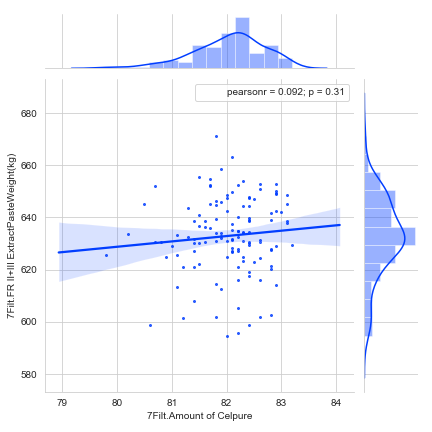 pearsonr = 0.092; p = 0.31
7Filt.FR II+III ExtractPasteWeight(kg)
680
660
640
620
600
580
79 80 81 82 83 84
7Filt.Amount of Celpure